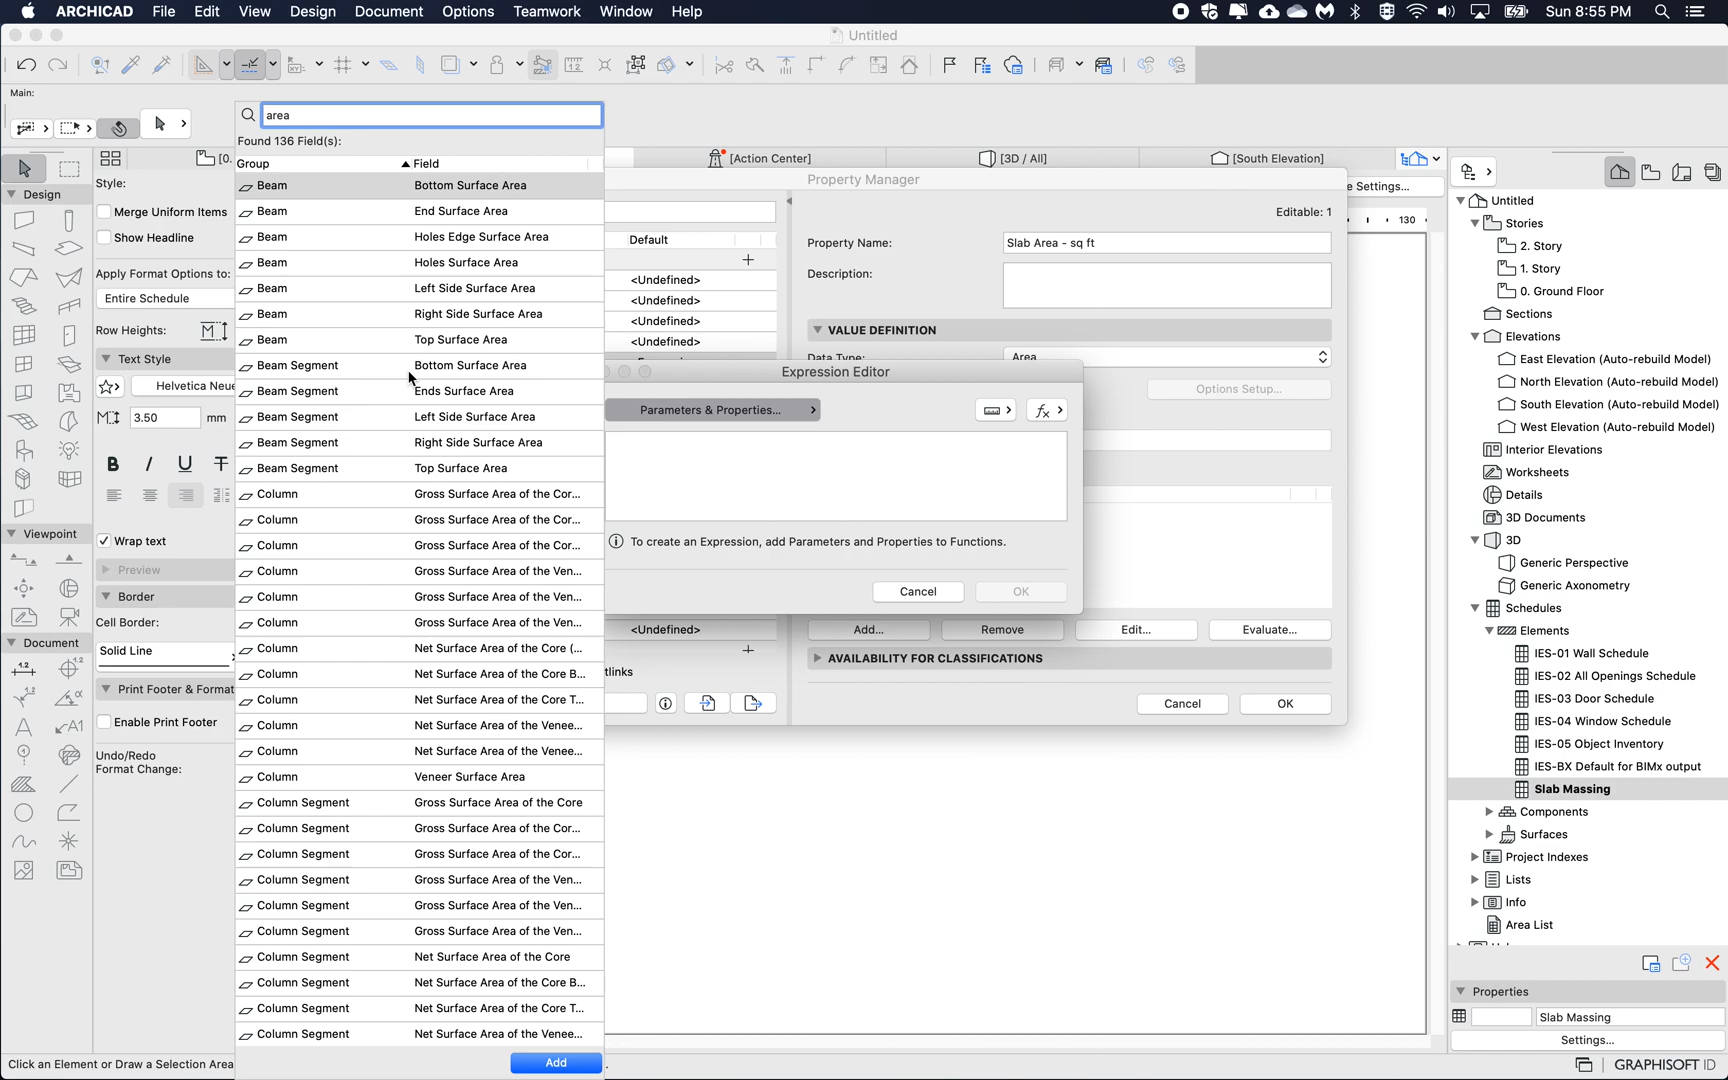 ARCHICAD File Edit View Design Document Options Teamwork Window Help
Sun 8:55 PM
Untitled
Main:
area
Found 136 Field(s):
Group Field
Beam Bottom Surface Area
Beam End Surface Area
Beam Holes Edge Surface Area
Beam Holes Surface Area
Beam Left Side Surface Area
Beam Right Side Surface Area
Beam Top Surface Area
Beam Segment Bottom Surface Area
Beam Segment Ends Surface Area
Beam Segment Left Side Surface Area
Beam Segment Right Side Surface Area
Beam Segment Top Surface Area
Column Gross Surface Area of the Cor...
Column Gross Surface Area of the Cor...
Column Gross Surface Area of the Cor...
Column Gross Surface Area of the Ven...
Column Gross Surface Area of the Ven...
Column Gross Surface Area of the Ven...
Column Net Surface Area of the Core (...
Column Net Surface Area of the Core B...
Column Net Surface Area of the Core T...
Column Net Surface Area of the Venee...
Column Net Surface Area of the Venee...
Column Veneer Surface Area
Column Segment Gross Surface Area of the Core
Column Segment Gross Surface Area of the Cor...
Column Segment Gross Surface Area of the Cor...
Column Segment Gross Surface Area of the Ven...
Column Segment Gross Surface Area of the Ven...
Column Segment Gross Surface Area of the Ven...
Column Segment Net Surface Area of the Core
Column Segment Net Surface Area of the Core B...
Column Segment Net Surface Area of the Core T...
Column Segment Net Surface Area of the Venee...
Add
Design
Viewpoint
Document
[0.
Style:
Merge Uniform Items
Show Headline
Apply Format Options to:
Entire Schedule
Row Heights:
Text Style
Helvetica Neue
3.50 mm
B I U T
Wrap text
Preview
Border
Cell Border:
Solid Line
Print Footer & Format
Enable Print Footer
Undo/Redo
Format Change:
Click an Element or Draw a Selection Area
[Action Center]
[3D / All]
[South Elevation]
e Settings...
130
Property Manager
Editable: 1
Default
<Undefined>
<Undefined>
<Undefined>
<Undefined>
<Undefined>
tlinks
Property Name:
Slab Area - sq ft
Description:
VALUE DEFINITION
Data Type:
Area
Options Setup...
Expression Editor
Parameters & Properties...
fx
To create an Expression, add Parameters and Properties to Functions.
Cancel
OK
Add...
Remove
Edit...
Evaluate...
AVAILABILITY FOR CLASSIFICATIONS
Cancel
OK
Untitled
Stories
2. Story
1. Story
0. Ground Floor
Sections
Elevations
East Elevation (Auto-rebuild Model)
North Elevation (Auto-rebuild Model)
South Elevation (Auto-rebuild Model)
West Elevation (Auto-rebuild Model)
Interior Elevations
Worksheets
Details
3D Documents
3D
Generic Perspective
Generic Axonometry
Schedules
Elements
IES-01 Wall Schedule
IES-02 All Openings Schedule
IES-03 Door Schedule
IES-04 Window Schedule
IES-05 Object Inventory
IES-BX Default for BIMx output
Slab Massing
Components
Surfaces
Project Indexes
Lists
Info
Area List
Properties
Slab Massing
Settings...
GRAPHISOFT ID